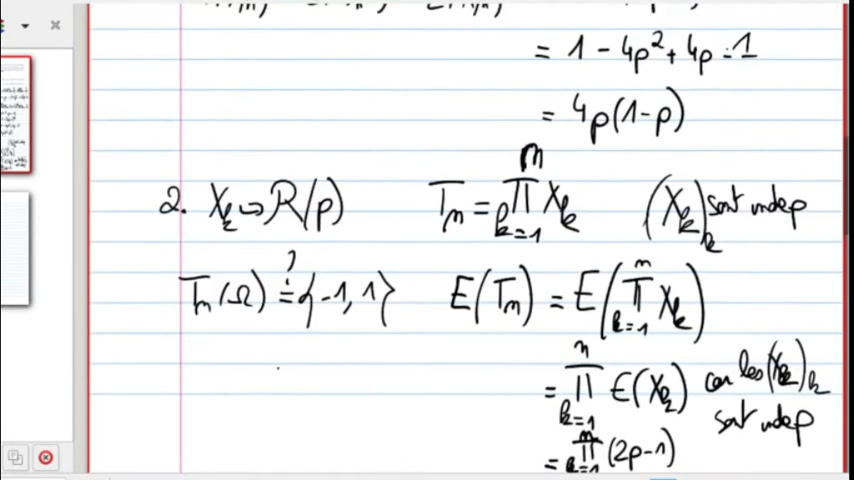 = 1 - 4p² + 4p - 1
= 4p(1-p)
2. X_k ↪ R(p) T_n = ∏_{k=1}^{n} X_k (X_k)_k sont indep
T_n(Ω) ≟ {-1, 1} E(T_n) = E(∏_{k=1}^{n} X_k)
= ∏_{k=1}^{n} E(X_k) car les (X_k)_k
sont indep
= ∏_{k=1}^{n} (2p-1)